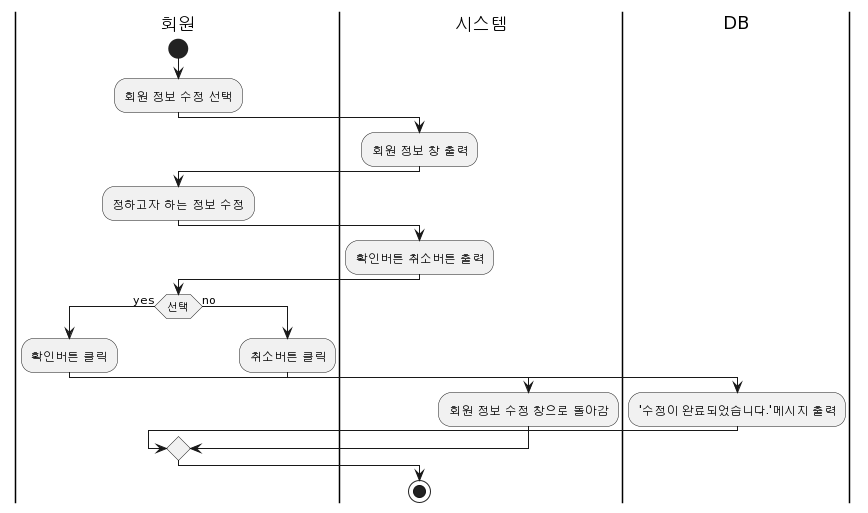 회원
시스템
DB
회원 정보 수정 선택
회원 정보 창 출력
정하고자 하는 정보 수정
확인버튼 취소버튼 출력
yes
선택
no
확인버튼 클릭
취소버튼 클릭
회원 정보 수정 창으로 돌아감
'수정이 완료되었습니다.'메시지 출력